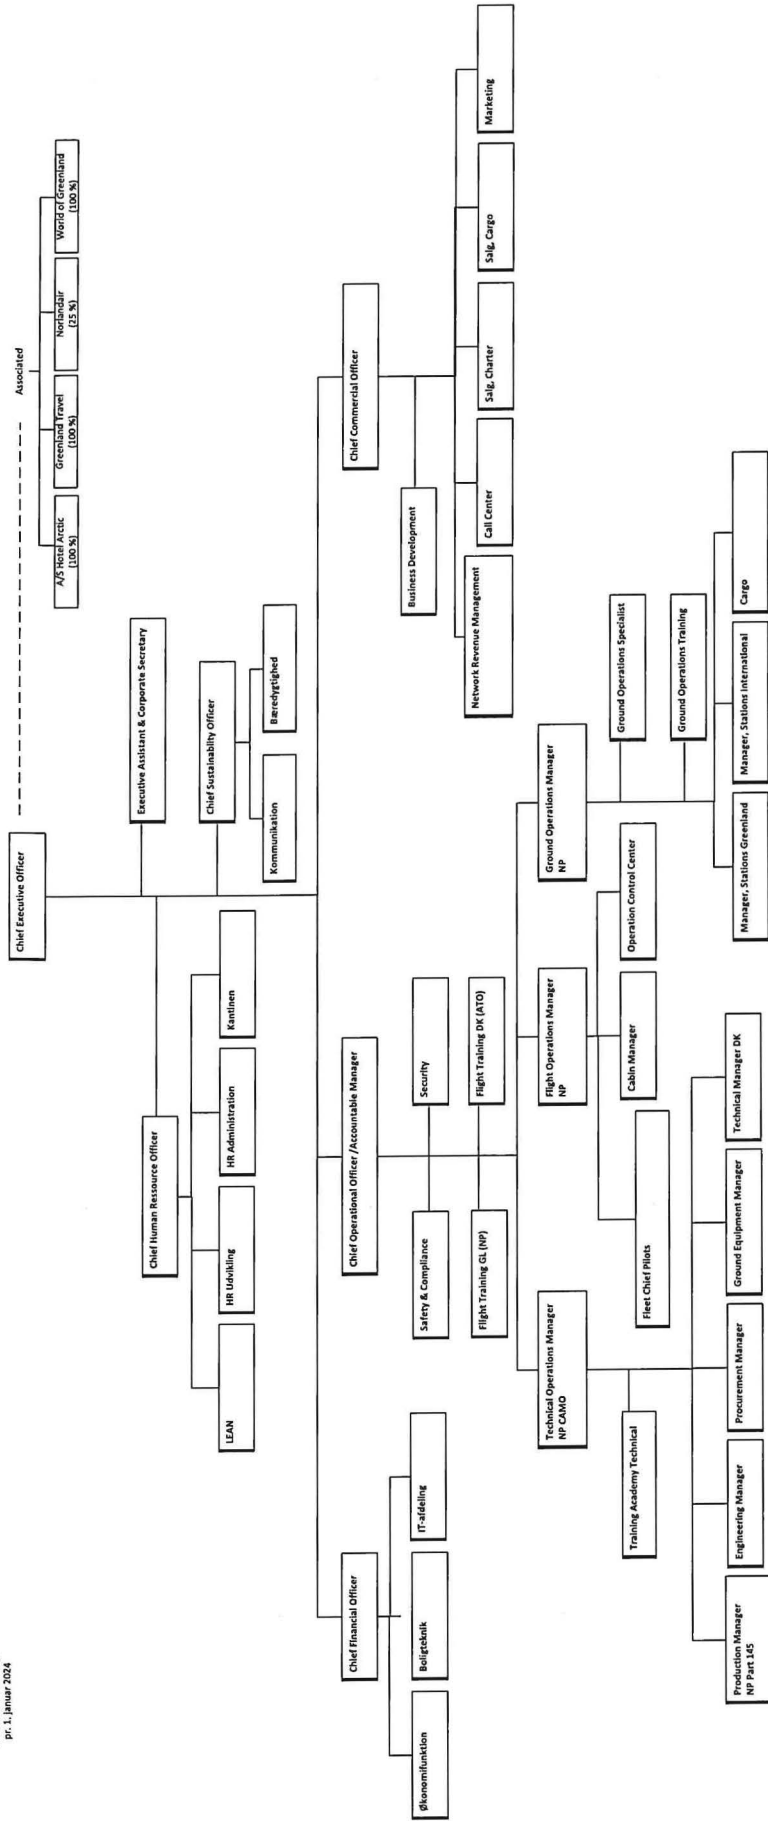 pr. 1. januar 2024
Chief Executive Officer
Associated
A/S Hotel Arctic
(100 %)
Greenland Travel
(100 %)
Norlandair
(25 %)
World of Greenland
(100 %)
Executive Assistant & Corporate Secretary
Chief Human Ressource Officer
Chief Sustainablity Officer
LEAN
HR Udvikling
HR Administration
Kantinen
Kommunikation
Bæredygtighed
Chief Financial Officer
Chief Operational Officer /Accountable Manager
Chief Commercial Officer
Økonomifunktion
Boligteknik
IT-afdeling
Safety & Compliance
Security
Business Development
Flight Training GL (NP)
Flight Training DK (ATO)
Network Revenue Management
Call Center
Salg, Charter
Salg, Cargo
Marketing
Technical Operations Manager
NP CAMO
Flight Operations Manager
NP
Ground Operations Manager
NP
Training Academy Technical
Fleet Chief Pilots
Cabin Manager
Operation Control Center
Ground Operations Specialist
Ground Operations Training
Production Manager
NP Part 145
Engineering Manager
Procurement Manager
Ground Equipment Manager
Technical Manager DK
Manager, Stations Greenland
Manager, Stations International
Cargo